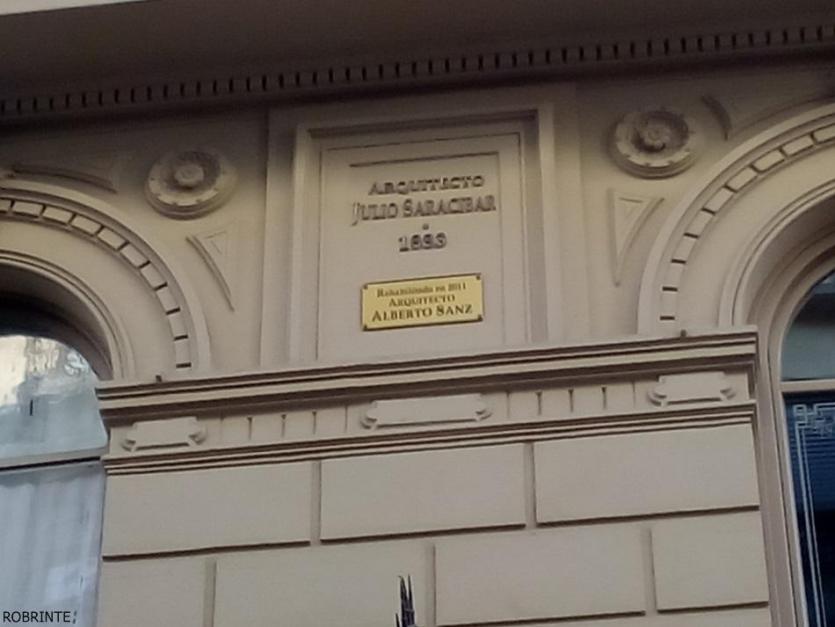 ARQUITECTO
JULIO SARACIBAR
1883
Rehabilitado en 2011
ARQUITECTO
ALBERTO SANZ
ROBRINTE